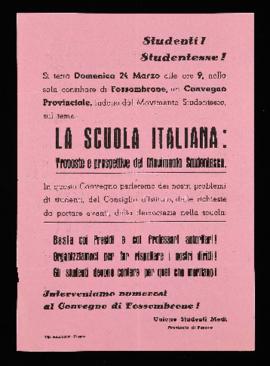 Studenti!
Studentesse!
Si terrà Domenica 24 Marzo alle ore 9, nella
sala consiliare di Fossombrone, un Convegno
Provinciale, indetto dal Movimento Studentesco,
sul tema:
LA SCUOLA ITALIANA:
Proposte e prospettive del Movimento Studentesco.
In questo Convegno parleremo dei nostri problemi
di studenti, del Consiglio d'Istituto, delle richieste
da portare avanti, della democrazia nella scuola:
Basta coi Presidi e coi Professori autoritari!
Organizziamoci per far rispettare i nostri diritti!
Gli studenti devono contare per quel che meritano!
Interveniamo numerosi
al Convegno di Fossombrone!
Unione Studenti Medi
Provincia di Pesaro